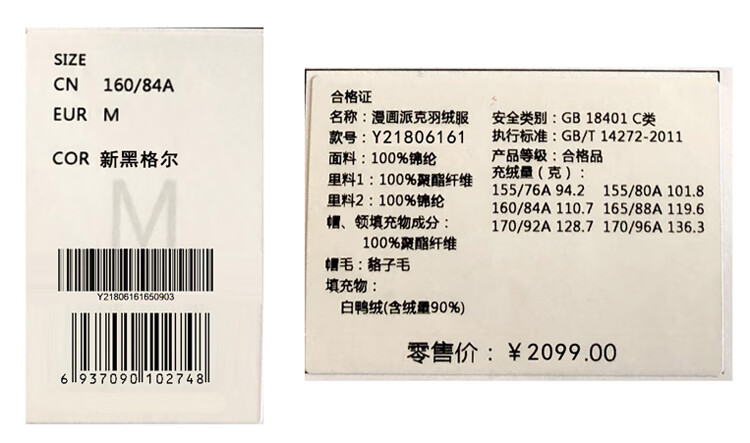 SIZE
CN 160/84A
EUR M
COR 新黑格尔
M
Y21806161650903
6 937090 102748
合格证
名称：漫画派克羽绒服
款号：Y21806161
面料：100%锦纶
里料1：100%聚酯纤维
里料2：100%锦纶
帽、领填充物成分：
100%聚酯纤维
帽毛：貉子毛
填充物：
白鸭绒(含绒量90%)
安全类别：GB 18401 C类
执行标准：GB/T 14272-2011
产品等级：合格品
充绒量（克）：
155/76A 94.2 155/80A 101.8
160/84A 110.7 165/88A 119.6
170/92A 128.7 170/96A 136.3
零售价：￥2099.00